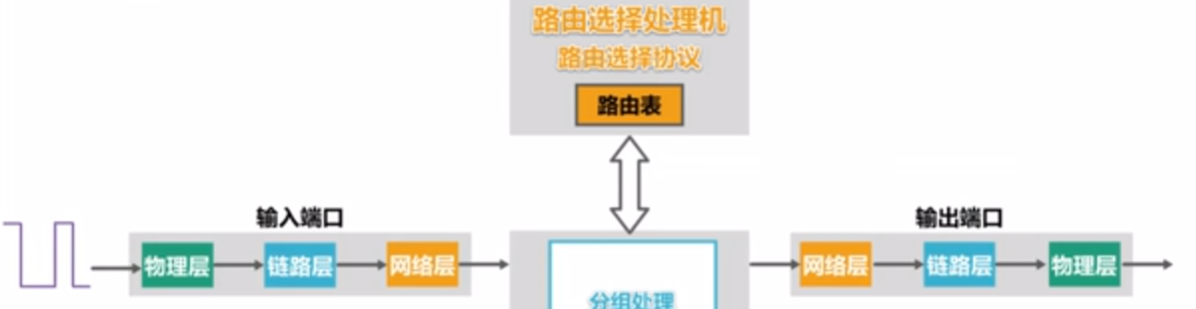 路由选择处理机
路由选择协议
路由表
输入端口
输出端口
物理层
链路层
网络层
网络层
链路层
物理层
分组处理